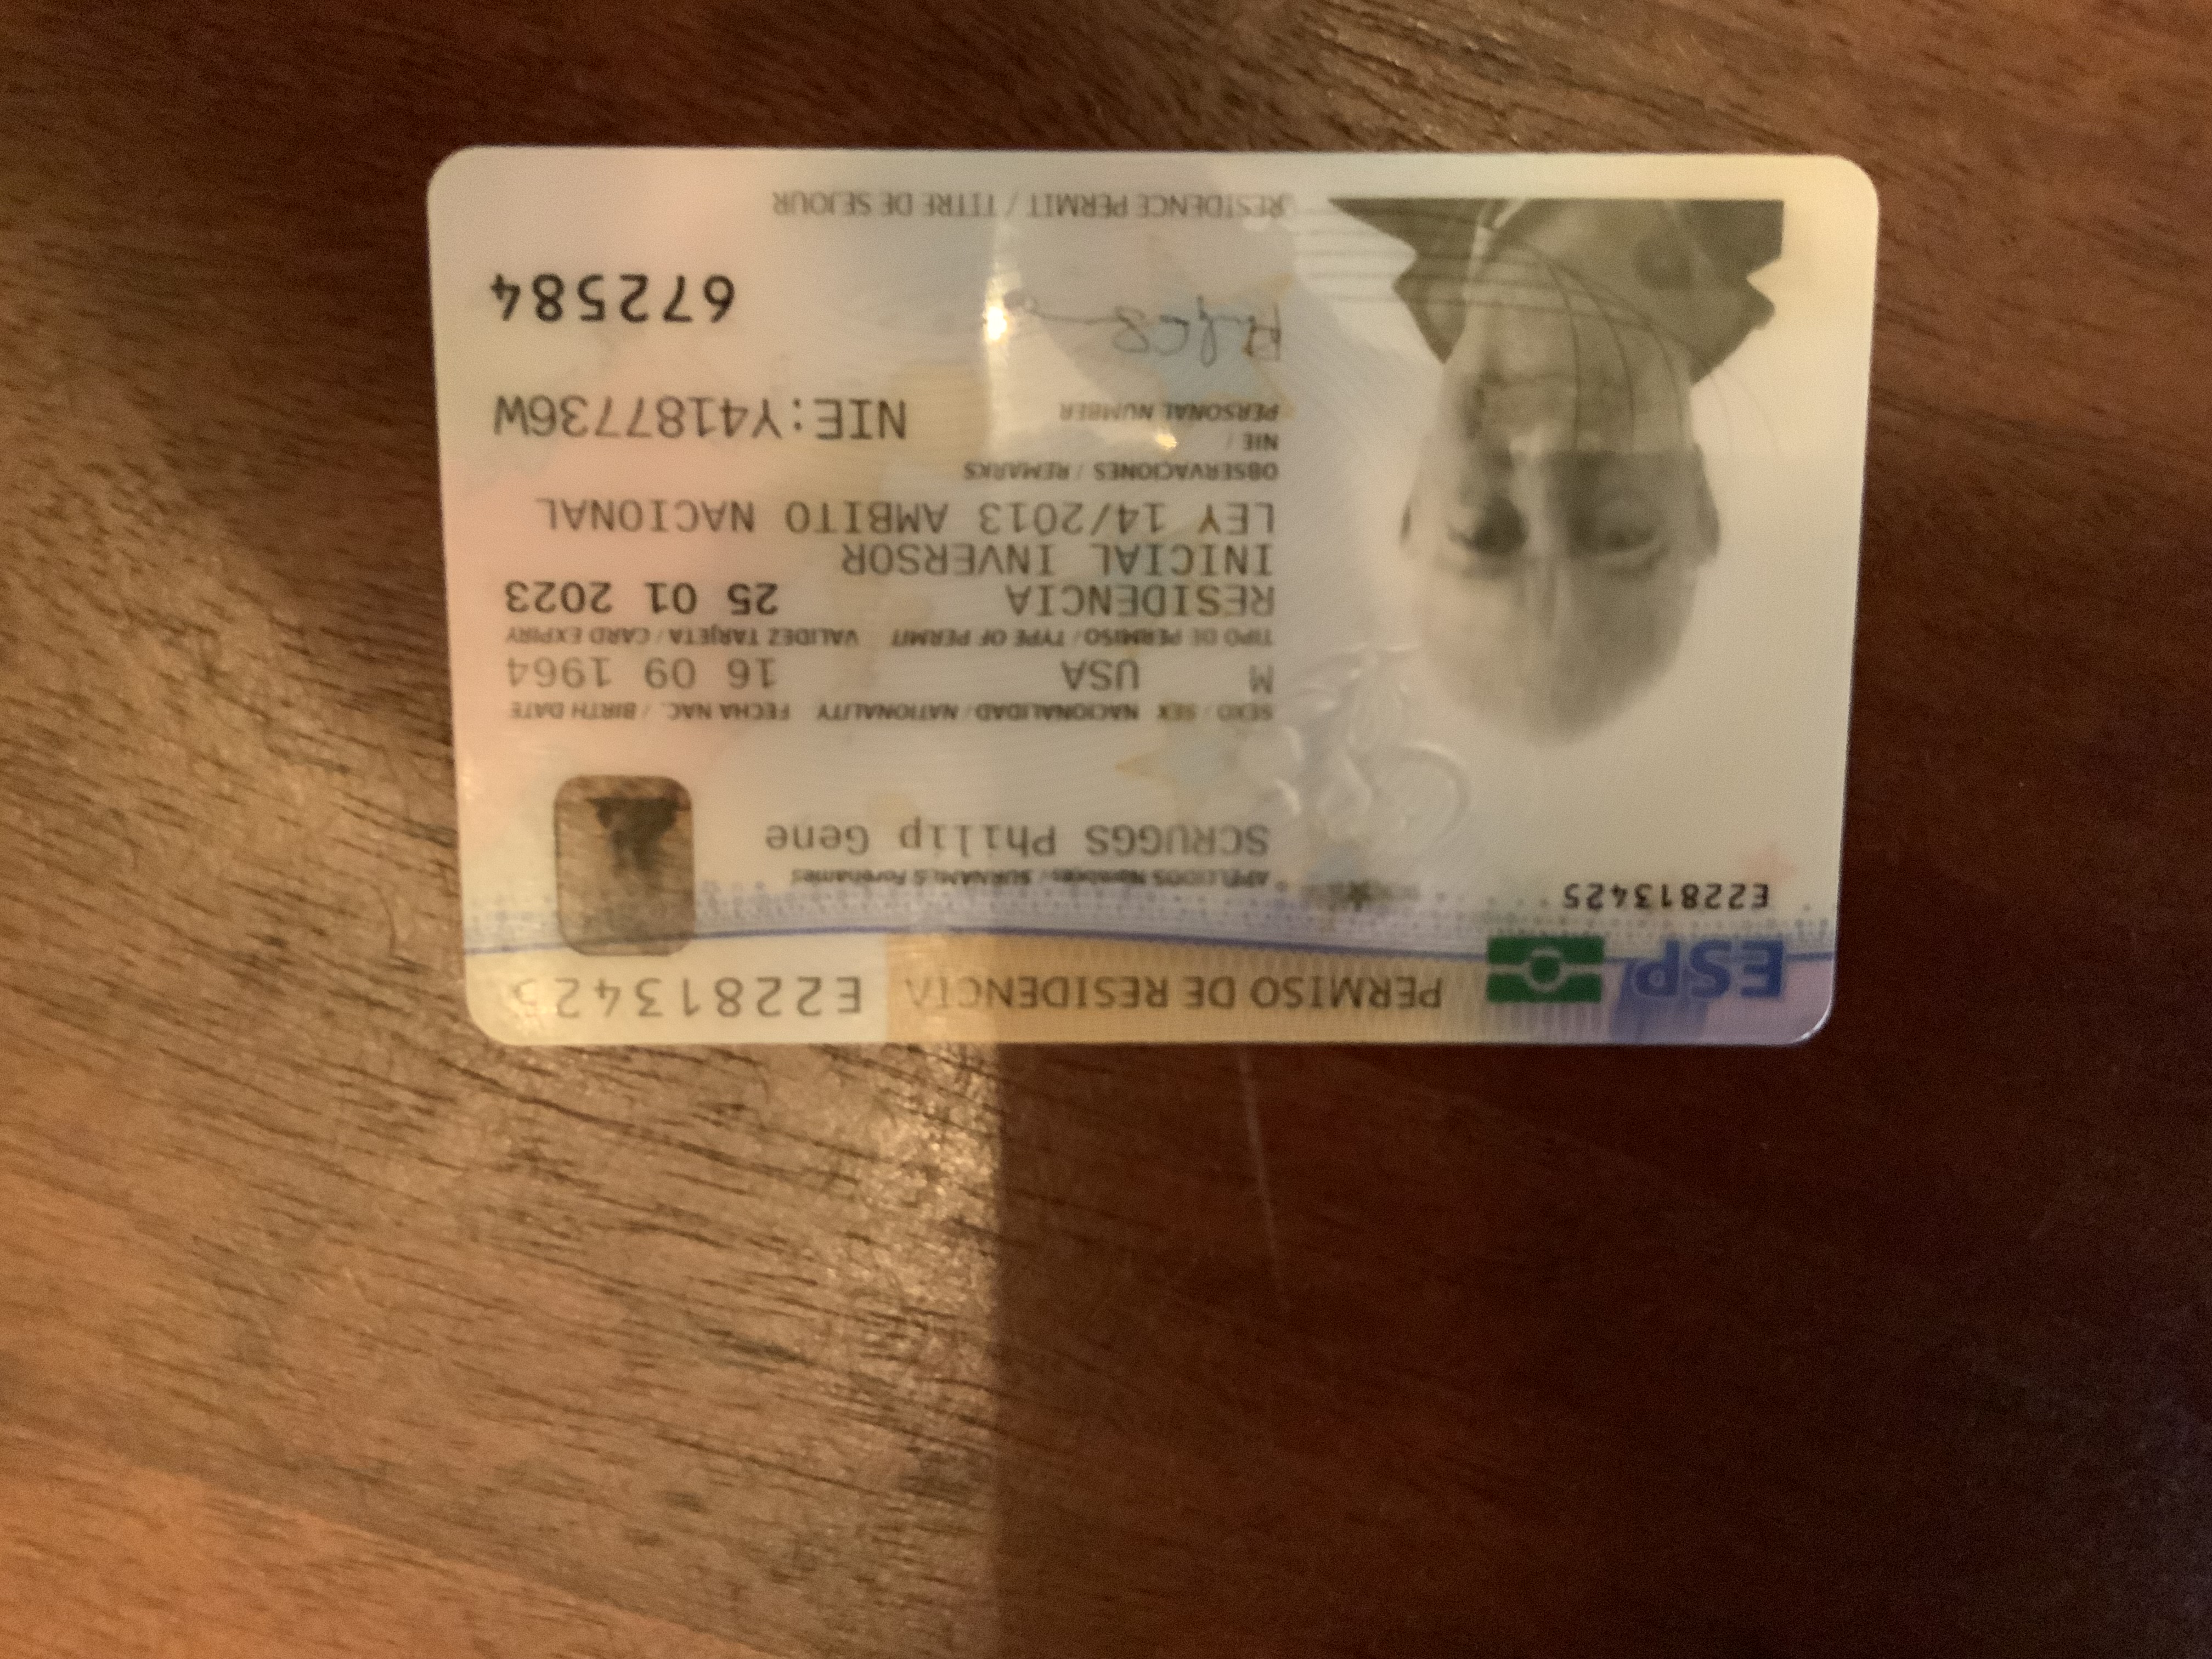 ESP PERMISO DE RESIDENCIA E22813425
E22813425
APELLIDOS Nombres / SURNAMES Forenames
SCRUGGS Philip Gene
SEXO / SEX NACIONALIDAD / NATIONALITY FECHA NAC. / BIRTH DATE
M USA 16 09 1964
TIPO DE PERMISO / TYPE OF PERMIT VALIDEZ TARJETA / CARD EXPIRY
RESIDENCIA 25 01 2023
INICIAL INVERSOR
LEY 14/2013 AMBITO NACIONAL
OBSERVACIONES / REMARKS
NIE /
PERSONAL NUMBER NIE:Y4187736W
672584
RESIDENCE PERMIT / TITRE DE SEJOUR